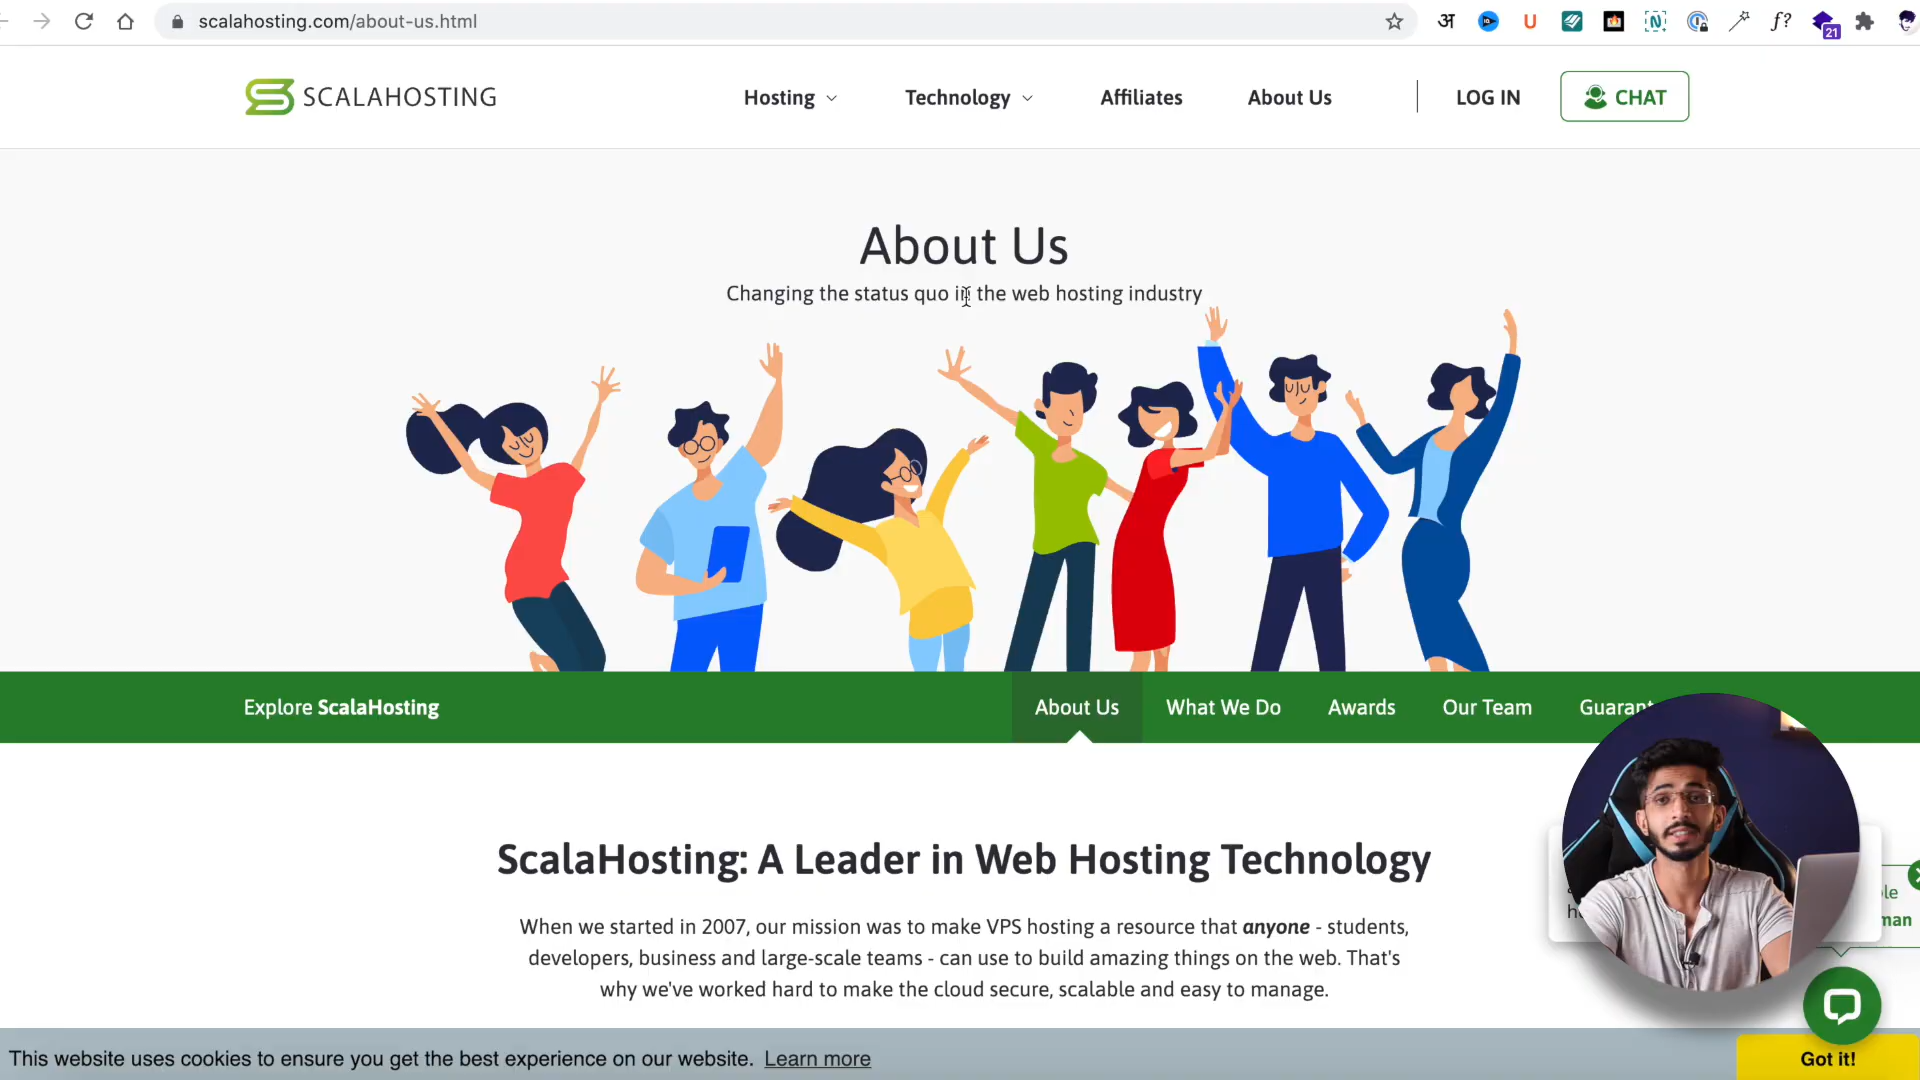 scalahosting.com/about-us.html
अ
U
N
f?
21
SCALAHOSTING
Hosting
Technology
Affiliates
About Us
LOG IN
CHAT
About Us
Changing the status quo in the web hosting industry
Explore ScalaHosting
About Us
What We Do
Awards
Our Team
ScalaHosting: A Leader in Web Hosting Technology
When we started in 2007, our mission was to make VPS hosting a resource that anyone - students,
developers, business and large-scale teams - can use to build amazing things on the web. That's
why we've worked hard to make the cloud secure, scalable and easy to manage.
This website uses cookies to ensure you get the best experience on our website. Learn more
Got it!